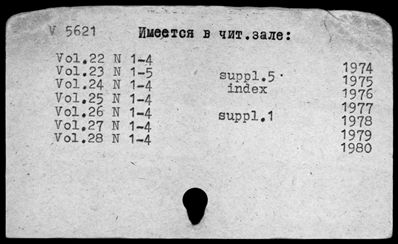 V 5621 Имеется в чит.зале:
Vol.22 N 1-4 1974
Vol.23 N 1-5 suppl.5 1975
Vol.24 N 1-4 index 1976
Vol.25 N 1-4 1977
Vol.26 N 1-4 suppl.1 1978
Vol.27 N 1-4 1979
Vol.28 N 1-4 1980